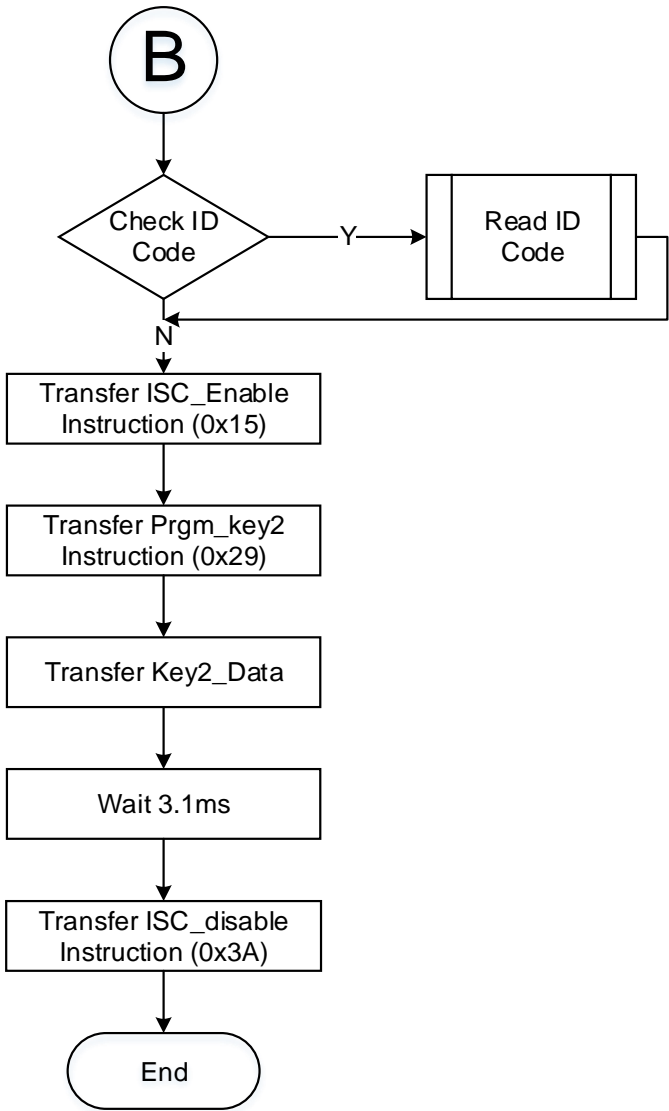 B
Check ID
Code
Y
Read ID
Code
N
Transfer ISC_Enable
Instruction (0x15)
Transfer Prgm_key2
Instruction (0x29)
Transfer Key2_Data
Wait 3.1ms
Transfer ISC_disable
Instruction (0x3A)
End